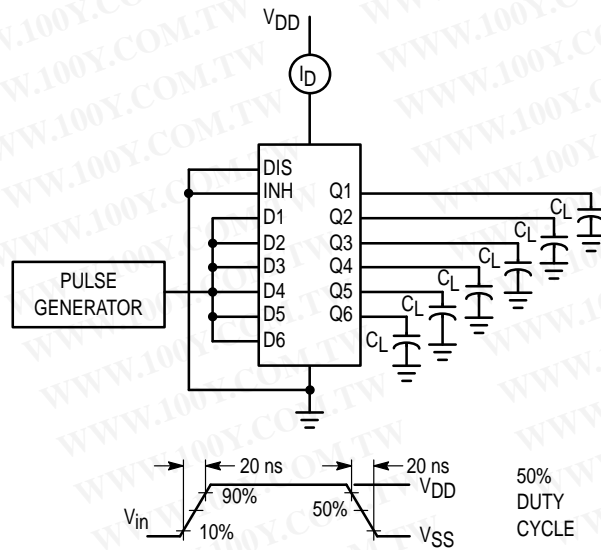 VDD
ID
DIS
INH
D1
D2
D3
D4
D5
D6
Q1
Q2
Q3
Q4
Q5
Q6
PULSE
GENERATOR
CL
CL
CL
CL
CL
CL
20 ns
20 ns
90%
50%
10%
Vin
VDD
VSS
50%
DUTY
CYCLE
WWW.100Y.COM.TW